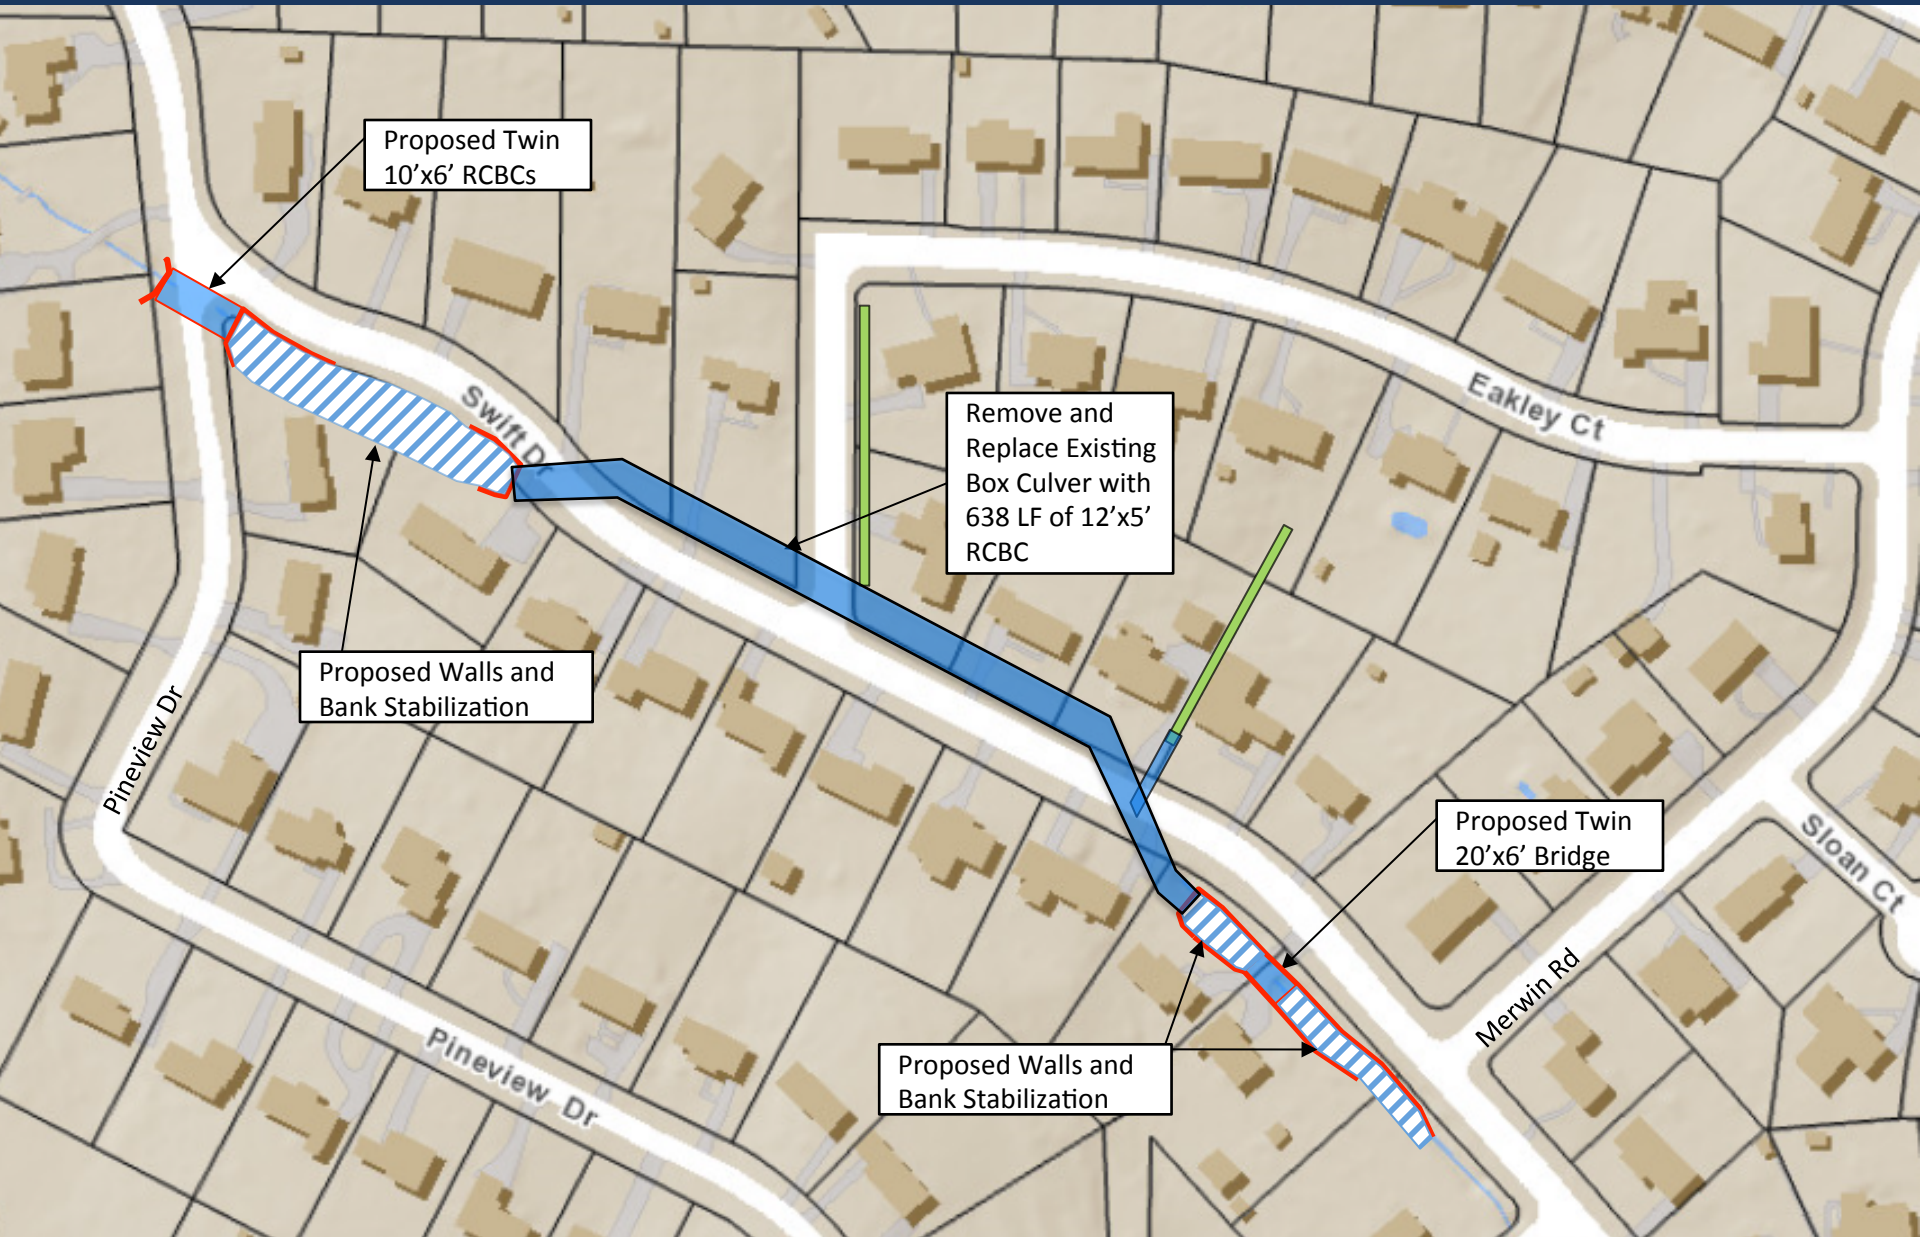 Proposed Twin
10’x6’ RCBCs
Swift Dr
Remove and
Replace Existing
Box Culver with
638 LF of 12’x5’
RCBC
Eakley Ct
Proposed Walls and
Bank Stabilization
Pineview Dr
Proposed Twin
20’x6’ Bridge
Sloan Ct
Merwin Rd
Pineview Dr
Proposed Walls and
Bank Stabilization